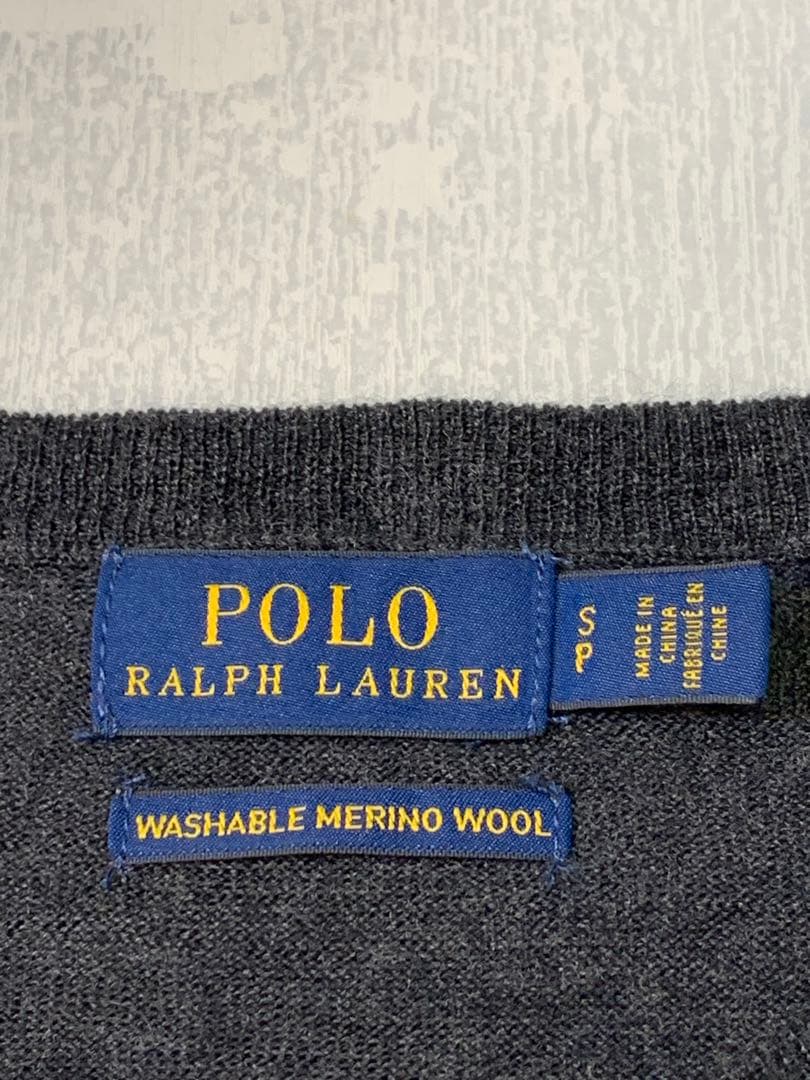 POLO
RALPH LAUREN
S
P
MADE IN
CHINA
FABRIQUÉ EN
CHINE
WASHABLE MERINO WOOL